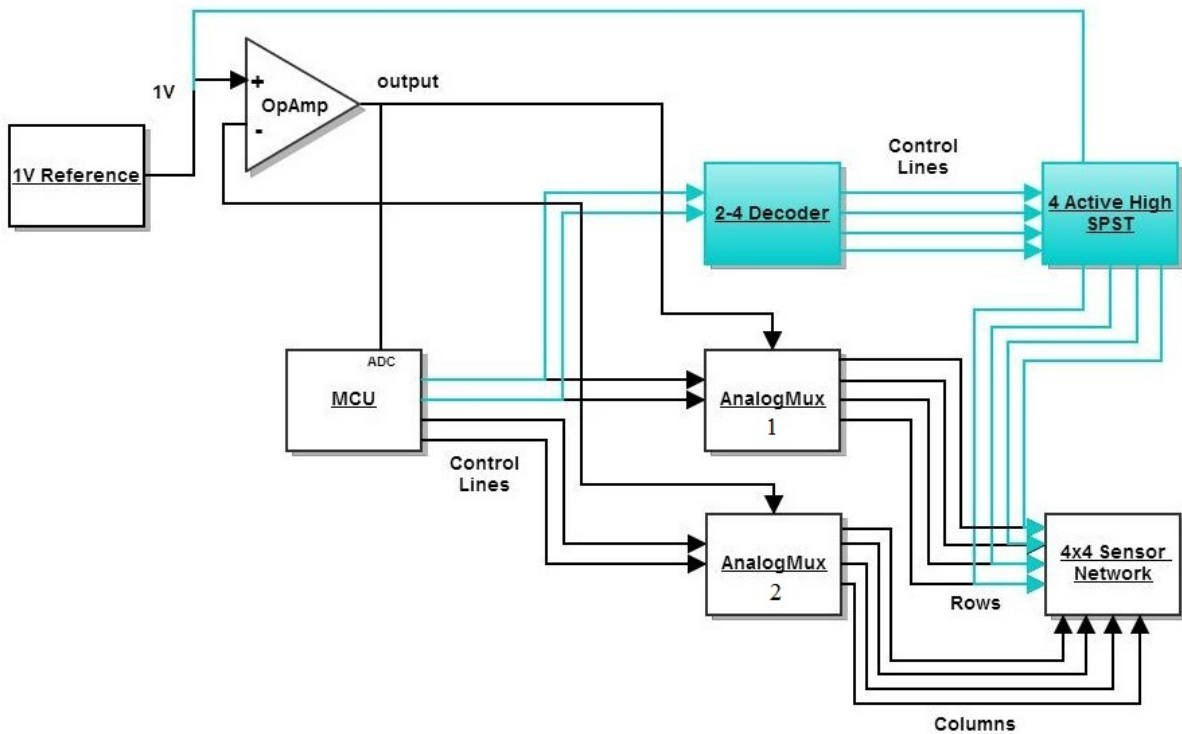 output
+
1V
OpAmp
-
1V Reference
Control
Lines
2-4 Decoder
4 Active High
SPST
ADC
MCU
AnalogMux
1
Control
Lines
AnalogMux
2
4x4 Sensor
Network
Rows
Columns